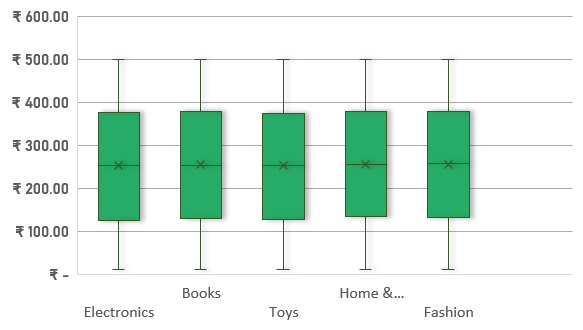 ₹ 600.00
₹ 500.00
₹ 400.00
₹ 300.00
₹ 200.00
₹ 100.00
₹ -
Electronics
Books
Toys
Home &...
Fashion